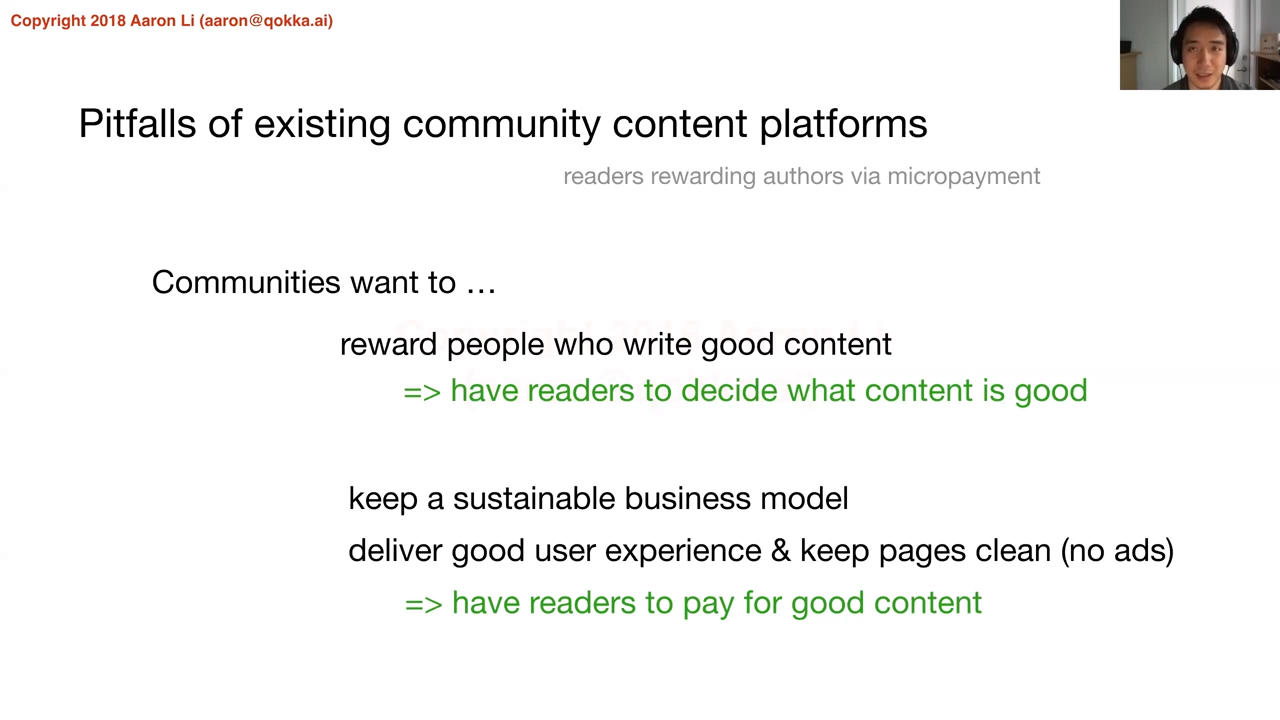 Copyright 2018 Aaron Li (aaron@qokka.ai)
Pitfalls of existing community content platforms
readers rewarding authors via micropayment
Communities want to …
reward people who write good content
=> have readers to decide what content is good
keep a sustainable business model
deliver good user experience & keep pages clean (no ads)
=> have readers to pay for good content